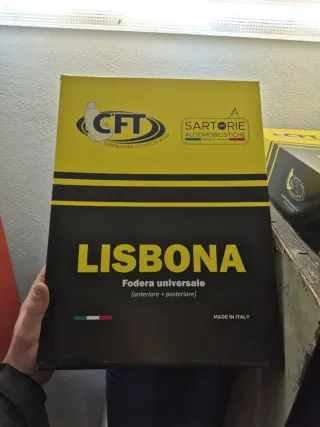 CFT
SARTORIE
AUTOMOBILISTICHE
LISBONA
Fodera universale
(anteriore + posteriore)
MADE IN ITALY